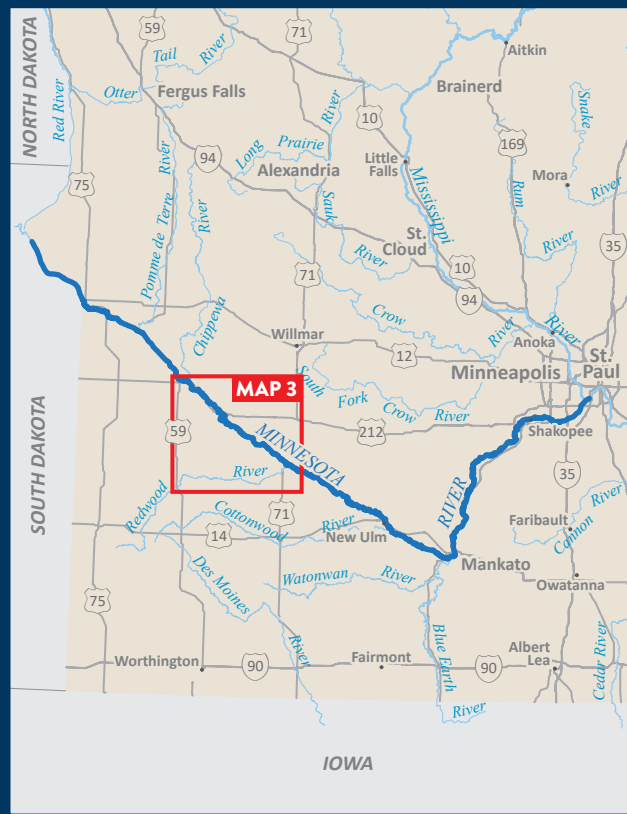 59
71
Aitkin
Tail River
NORTH DAKOTA
Red River
Otter
Fergus Falls
Brainerd
Snake
10
River
169
Long Prairie
94
Little Falls
Mora
River
75
River
Alexandria
Mississippi
Rum
River
Sauk
35
Pomme de Terre
St. Cloud
River
River
71
10
94
Chippewa
Crow
River
River
Willmar
Anoka
St. Paul
12
Minneapolis
MAP 3
South Fork Crow River
59
212
Shakopee
MINNESOTA
SOUTH DAKOTA
River
RIVER
35
River
Redwood
Cottonwood
71
River
Faribault
Cannon
14
New Ulm
Des Moines
Mankato
Watonwan River
Owatanna
75
Blue Earth
Cedar River
River
Albert Lea
Worthington
90
Fairmont
90
River
IOWA